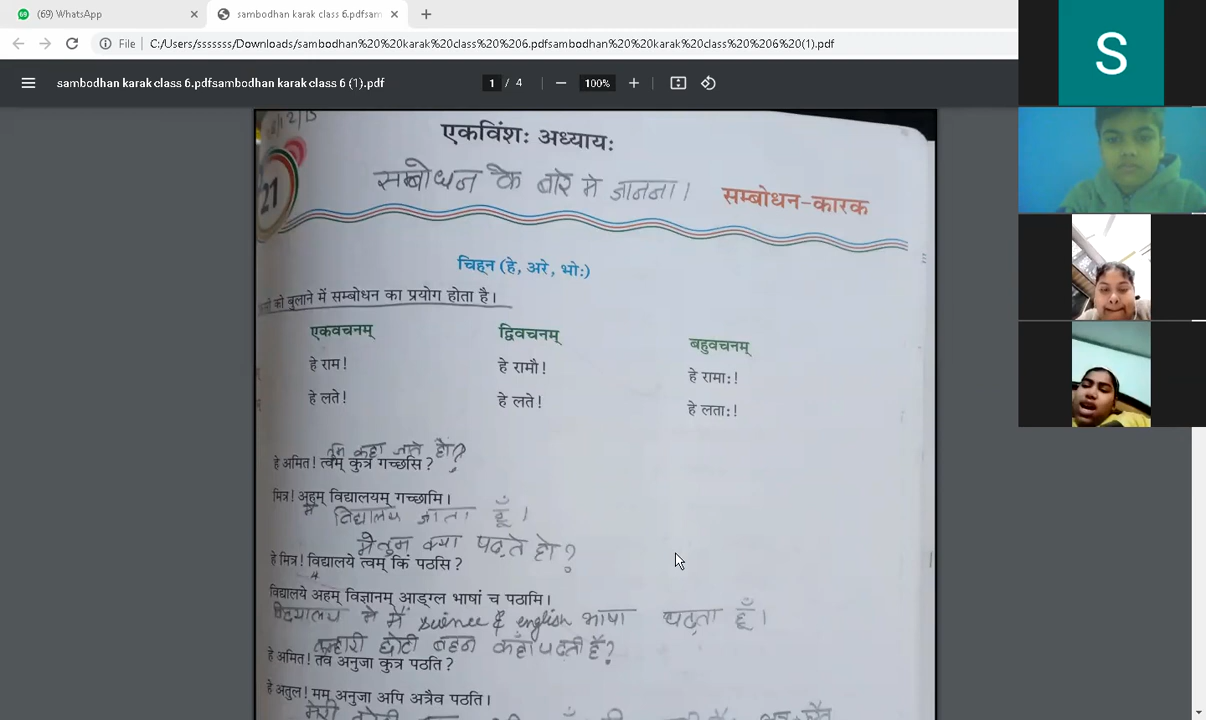 (69) WhatsApp
sambodhan karak class 6.pdfsam
File
C:/Users/sssssss/Downloads/sambodhan%20%20karak%20class%20%206.pdfsambodhan%20%20karak%20class%20%206%20(1).pdf
sambodhan karak class 6.pdfsambodhan karak class 6 (1).pdf
1 / 4
100%
S
एकविंशः अध्यायः
सम्बोधन के बारे मे जानना।
सम्बोधन-कारक
21
चिह्न (हे, अरे, भोः)
को बुलाने में सम्बोधन का प्रयोग होता है।
एकवचनम् द्विवचनम् बहुवचनम्
हे राम! हे रामौ! हे रामाः!
हे लते! हे लते! हे लताः!
तुम कहा जाते हो?
हे अमित! त्वम् कुत्र गच्छसि?
मित्र! अहम् विद्यालयम् गच्छामि।
मैं विद्यालय जाता हूँ।
मे तुम क्या पढ़ते हो?
हे मित्र! विद्यालये त्वम् किं पठसि?
विद्यालये अहम् विज्ञानम् आङ्ग्ल भाषां च पठामि।
विद्यालय मे मैं science & english भाषा पढ़ता हूँ।
तुम्हारी छोटी बहन कहाँ पढ़ती है?
हे अमित! तव अनुजा कुत्र पठति?
हे अतुल! मम अनुजा अपि अत्रैव पठति।
मेरी